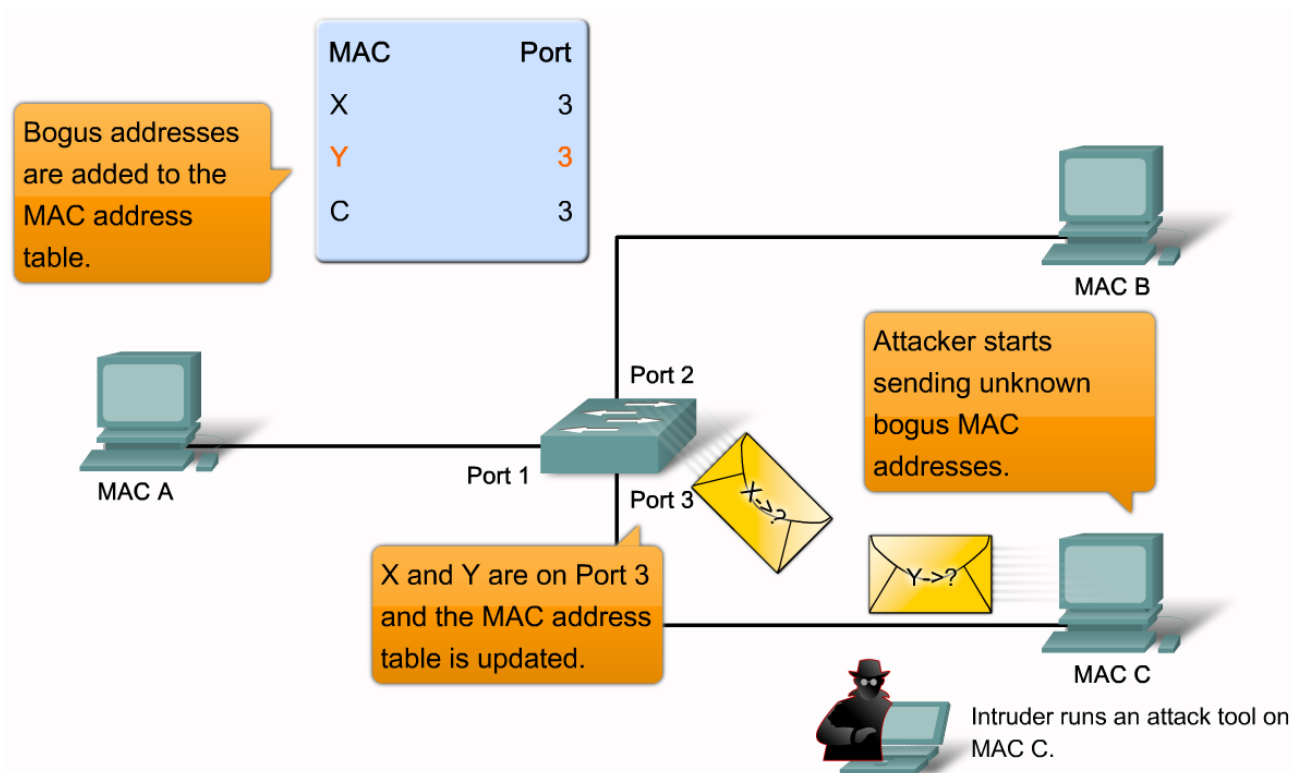 MAC Port
X 3
Y 3
C 3
Bogus addresses
are added to the
MAC address
table.
MAC B
Attacker starts
sending unknown
bogus MAC
addresses.
Port 2
MAC A
Port 1
Port 3
X->?
Y->?
X and Y are on Port 3
and the MAC address
table is updated.
MAC C
Intruder runs an attack tool on
MAC C.